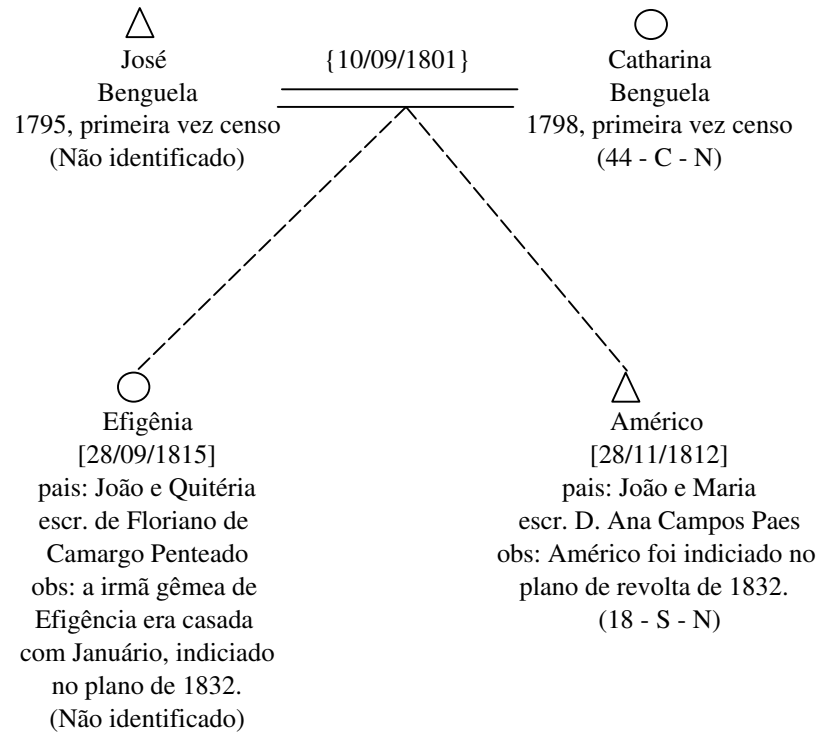 José
Benguela
1795, primeira vez censo
(Não identificado)
{10/09/1801}
Catharina
Benguela
1798, primeira vez censo
(44 - C - N)
Efigênia
[28/09/1815]
pais: João e Quitéria
escr. de Floriano de
Camargo Penteado
obs: a irmã gêmea de
Efigência era casada
com Januário, indiciado
no plano de 1832.
(Não identificado)
Américo
[28/11/1812]
pais: João e Maria
escr. D. Ana Campos Paes
obs: Américo foi indiciado no
plano de revolta de 1832.
(18 - S - N)